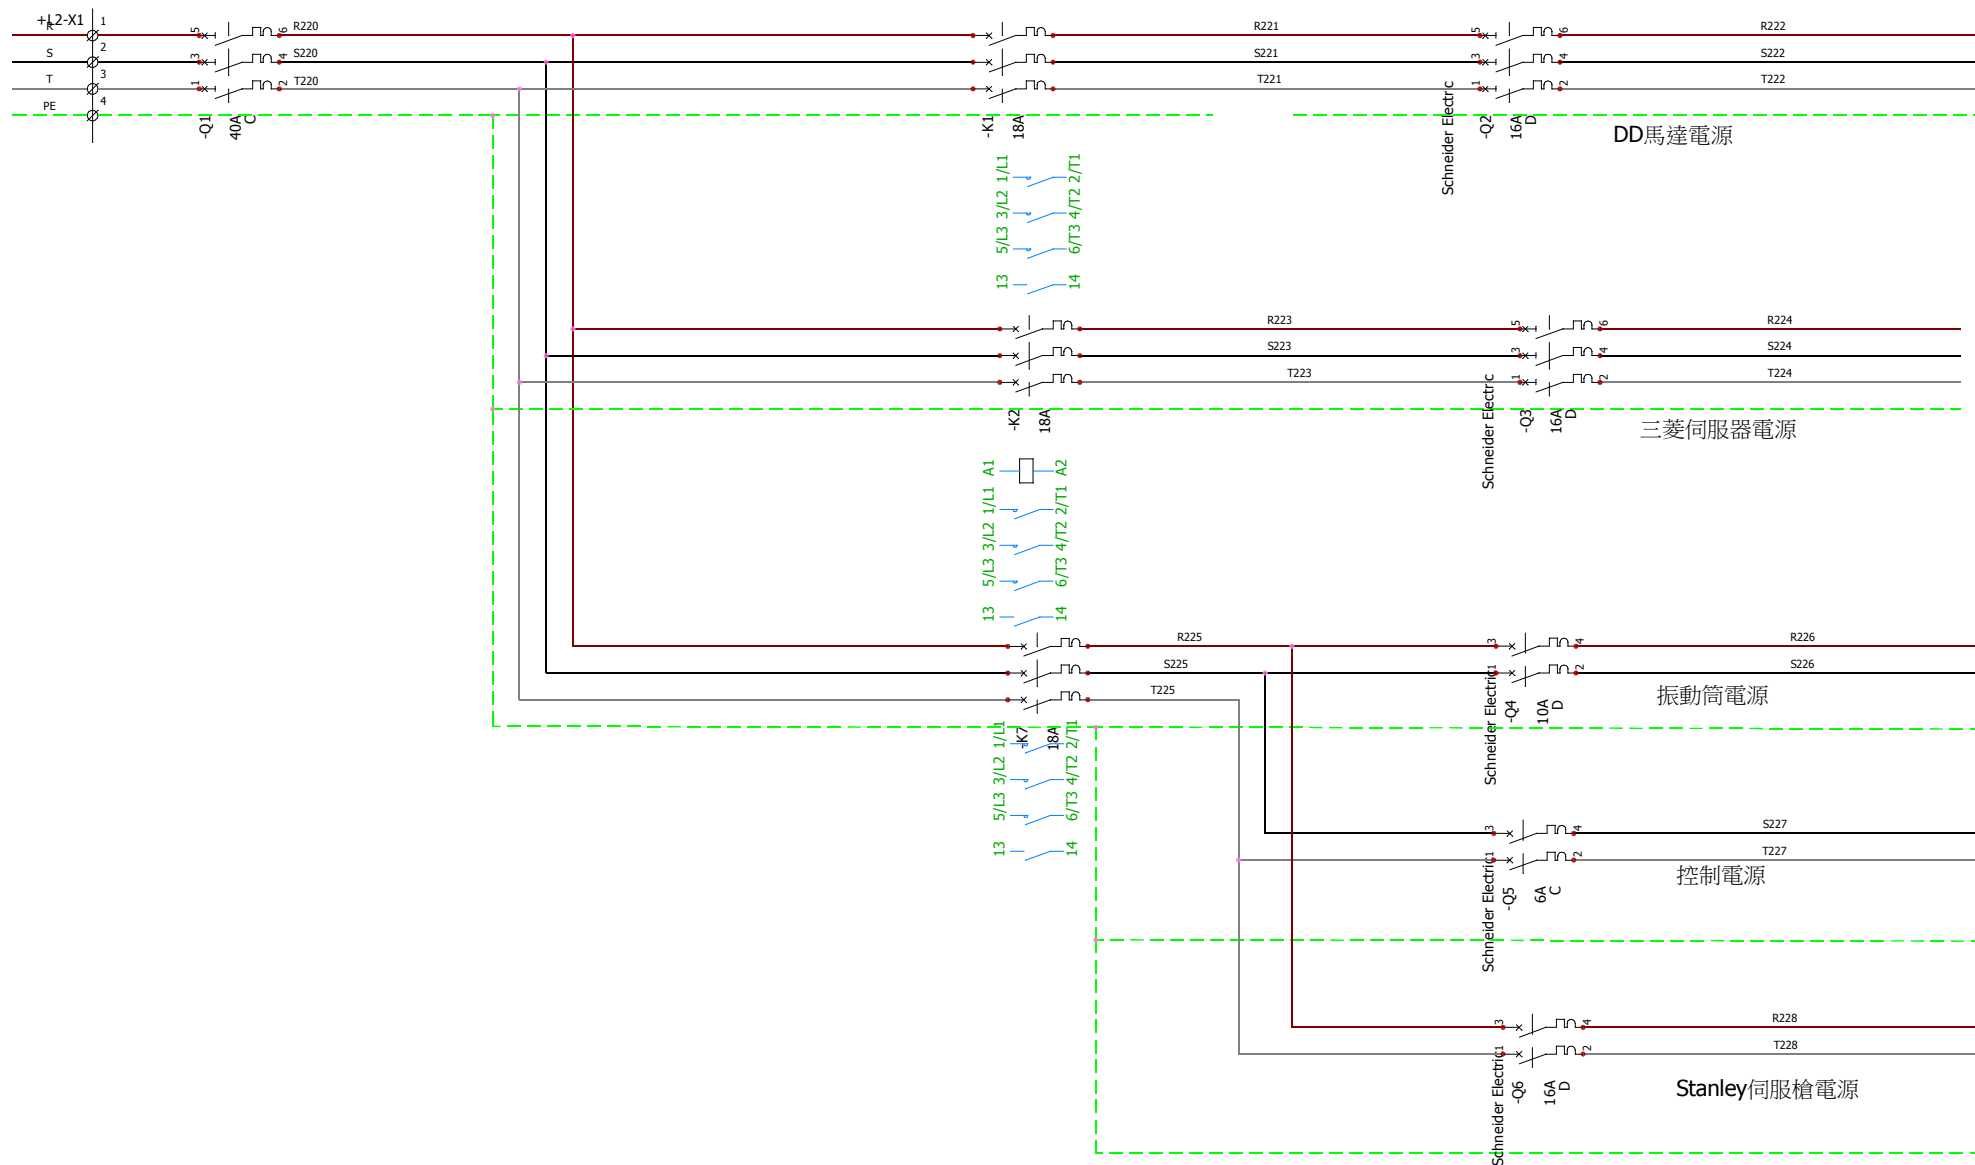 +L2-X1
R
1
5
6
R220
R221
5
6
R222
S
2
3
4
S220
S221
3
4
S222
T
3
1
2
T220
T221
1
2
T222
PE
4
-Q1
40A
C
-K1
18A
Schneider Electric
-Q2
16A
D
DD馬達電源
1/L1
2/T1
3/L2
4/T2
5/L3
6/T3
13
14
R223
5
6
R224
S223
3
4
S224
T223
1
2
T224
-K2
18A
Schneider Electric
-Q3
16A
D
三菱伺服器電源
A1
A2
1/L1
2/T1
3/L2
4/T2
5/L3
6/T3
13
14
R225
3
4
R226
S225
1
2
S226
T225
-K7
18A
Schneider Electric
-Q4
10A
D
振動筒電源
1/L1
2/T1
3/L2
4/T2
5/L3
6/T3
13
14
3
4
S227
1
2
T227
Schneider Electric
-Q5
6A
C
控制電源
3
4
R228
1
2
T228
Schneider Electric
-Q6
16A
D
Stanley伺服槍電源